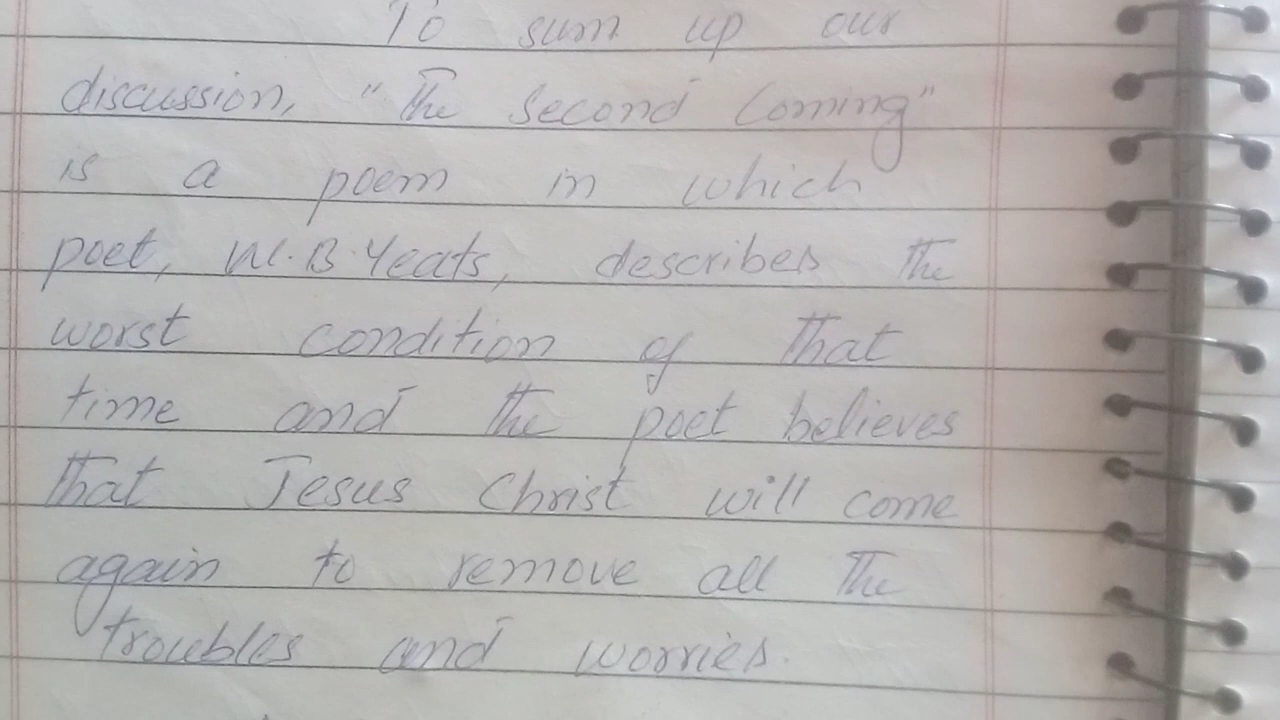 To sum up our
discussion, "The Second Coming"
is a poem in which
poet, W.B. Yeats, describes the
worst condition of that
time and the poet believes
that Jesus Christ will come
again to remove all the
troubles and worries.